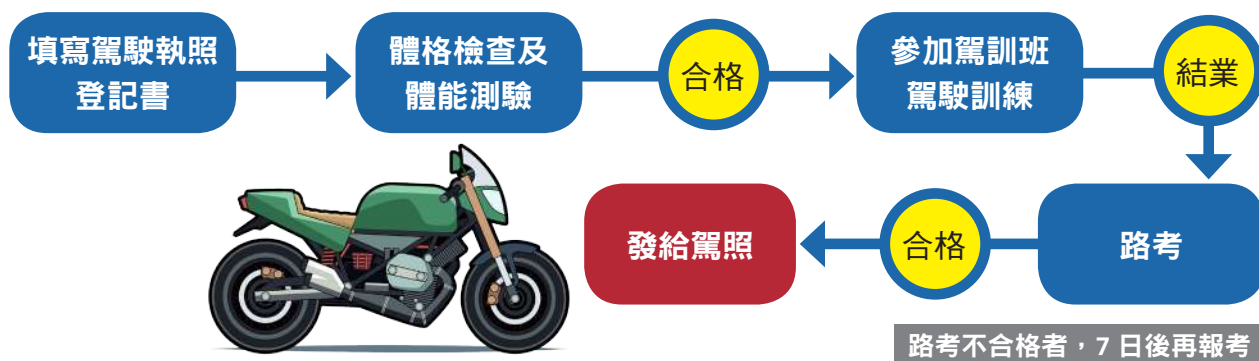 填寫駕駛執照
登記書
體格檢查及
體能測驗
合格
參加駕訓班
駕駛訓練
結業
路考
合格
發給駕照
路考不合格者，7 日後再報考